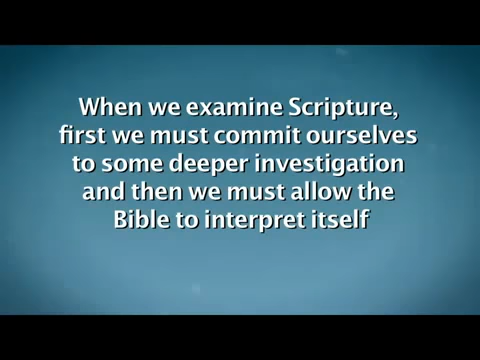 When we examine Scripture,
first we must commit ourselves
to some deeper investigation
and then we must allow the
Bible to interpret itself